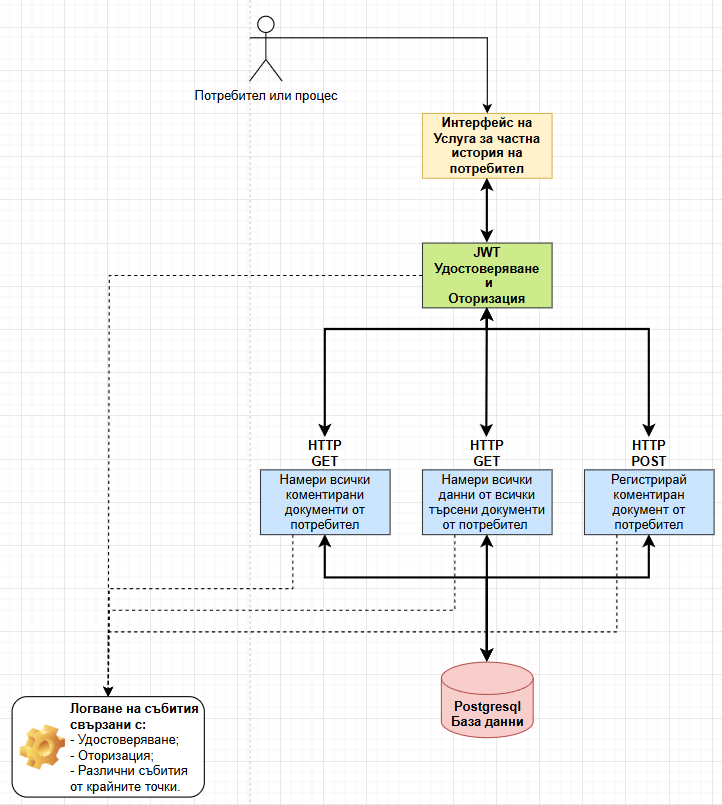 Потребител или процес
Интерфейс на
Услуга за частна
история на
потребител
JWT
Удостоверяване
и
Оторизация
HTTP
GET
Намери всички
коментирани
документи от
потребител
HTTP
GET
Намери всички
данни от всички
търсени документи
от потребител
HTTP
POST
Регистрирай
коментиран
документ от
потребител
Postgresql
База данни
Логване на събития
свързани с:
- Удостоверяване;
- Оторизация;
- Различни събития
от крайните точки.